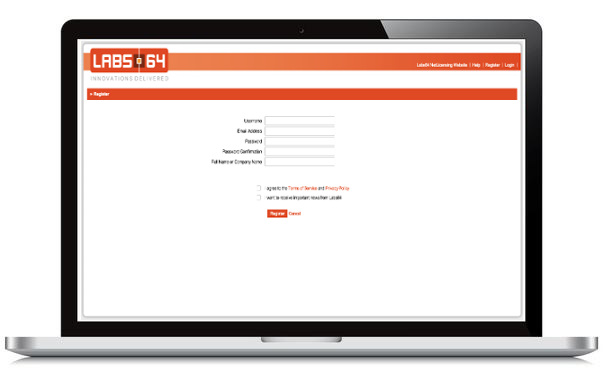 LABS 64
INNOVATIONS DELIVERED
Labs64 NetLicensing Website | Help | Register | Login |
Register
Username
Email Address
Password
Password Confirmation
Full Name or Company Name
I agree to the Terms of Service and Privacy Policy
I want to receive important news from Labs64
Register Cancel